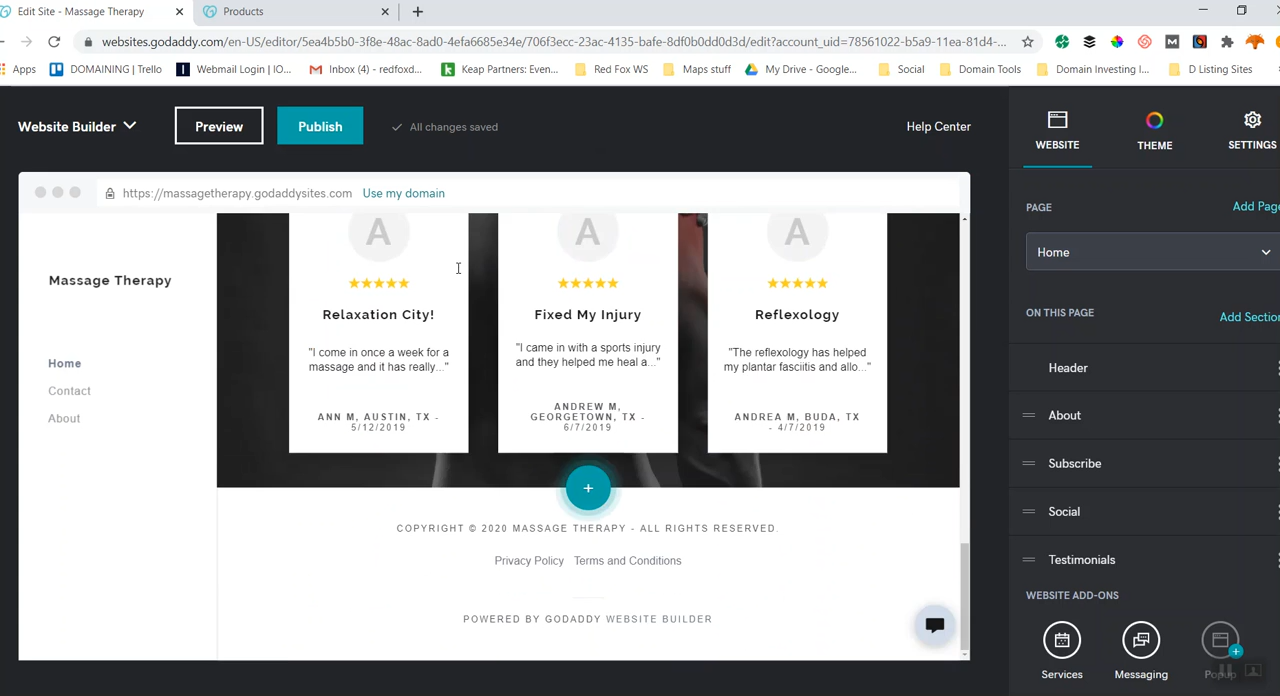 Edit Site - Massage Therapy
Products
websites.godaddy.com/en-US/editor/5ea4b5b0-3f8e-48ac-8ad0-4efa6685e34e/706f3ecc-23ac-4135-bafe-8df0b0dd0d3d/edit?account_uid=78561022-b5a9-11ea-81d4-...
Apps
DOMAINING | Trello
Webmail Login | IO...
Inbox (4) - redfoxd...
Keap Partners: Even...
Red Fox WS
Maps stuff
My Drive - Google...
Social
Domain Tools
Domain Investing I...
D Listing Sites
Website Builder
Preview
Publish
All changes saved
Help Center
WEBSITE
THEME
SETTINGS
https://massagetherapy.godaddysites.com Use my domain
Massage Therapy
Home
Contact
About
A
Relaxation City!
"I come in once a week for a
massage and it has really..."
ANN M, AUSTIN, TX -
5/12/2019
A
Fixed My Injury
"I came in with a sports injury
and they helped me heal a..."
ANDREW M,
GEORGETOWN, TX -
6/7/2019
A
Reflexology
"The reflexology has helped
my plantar fasciitis and allo..."
ANDREA M, BUDA, TX
- 4/7/2019
COPYRIGHT © 2020 MASSAGE THERAPY - ALL RIGHTS RESERVED.
Privacy Policy Terms and Conditions
POWERED BY GODADDY WEBSITE BUILDER
PAGE
Add Page
Home
ON THIS PAGE
Add Section
Header
About
Subscribe
Social
Testimonials
WEBSITE ADD-ONS
Services
Messaging
Popup